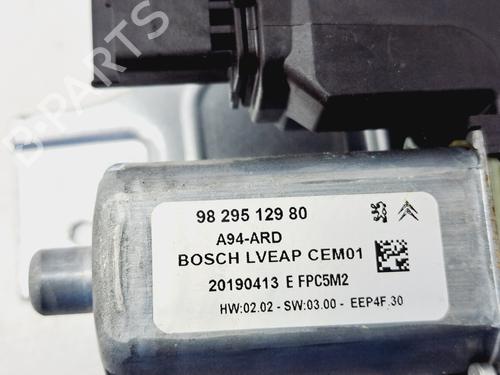 B-PARTS
98 295 129 80
A94-ARD
BOSCH LVEAP CEM01
20190413 E FPC5M2
HW:02.02 - SW:03.00 - EEP4F.30